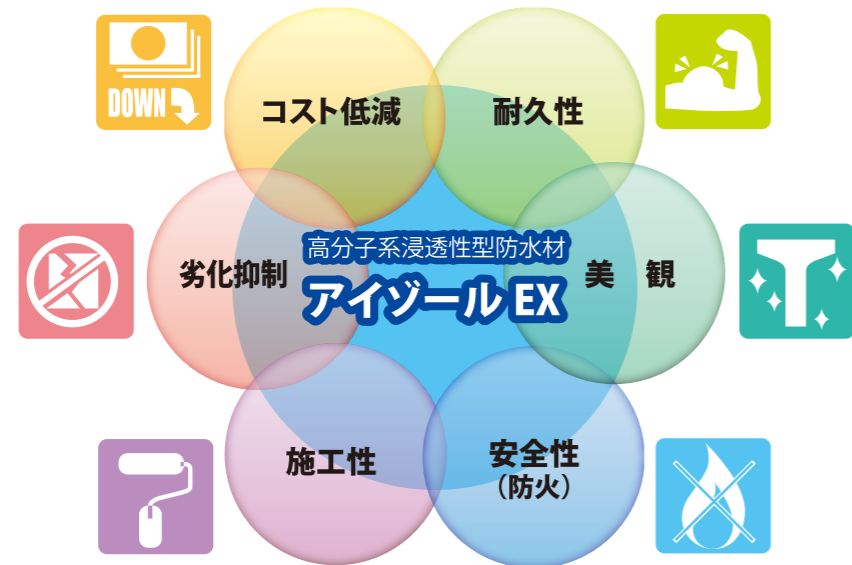 DOWN
コスト低減
耐久性
高分子系浸透性型防水材
アイゾール EX
劣化抑制
美　観
施工性
安全性
（防火）